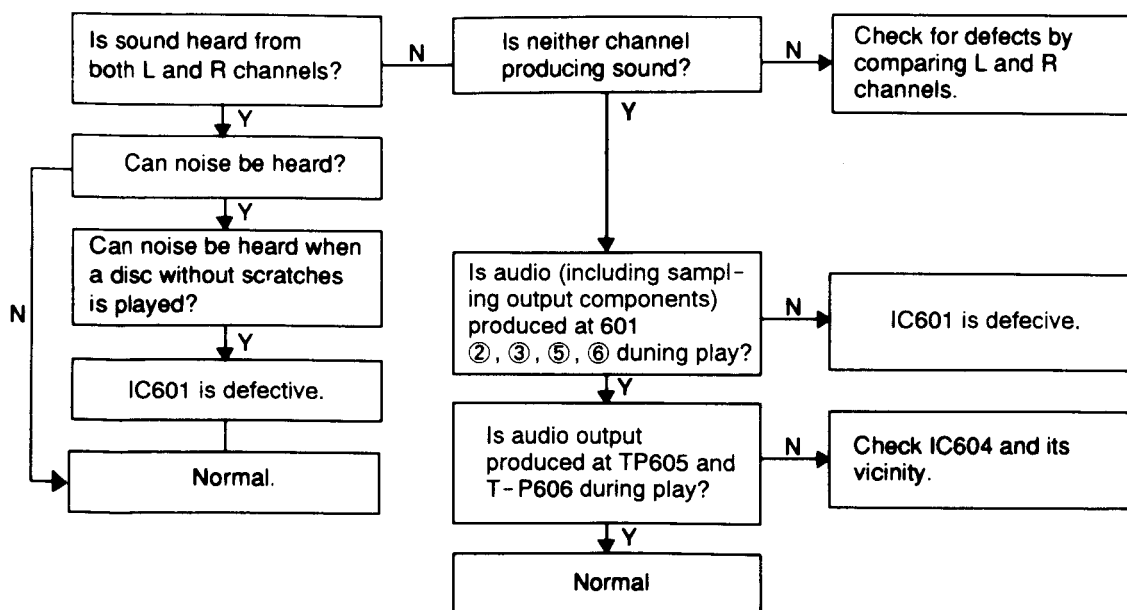 Is sound heard from
both L and R channels?
N
Is neither channel
producing sound?
N
Check for defects by
comparing L and R
channels.
Y
Y
Can noise be heard?
Y
Can noise be heard when
a disc without scratches
is played?
N
Y
IC601 is defective.
Normal.
Is audio (including sampl-
ing output components)
produced at 601
②, ③, ⑤, ⑥ duning play?
N
IC601 is defecive.
Y
Is audio output
produced at TP605 and
T-P606 during play?
N
Check IC604 and its
vicinity.
Y
Normal